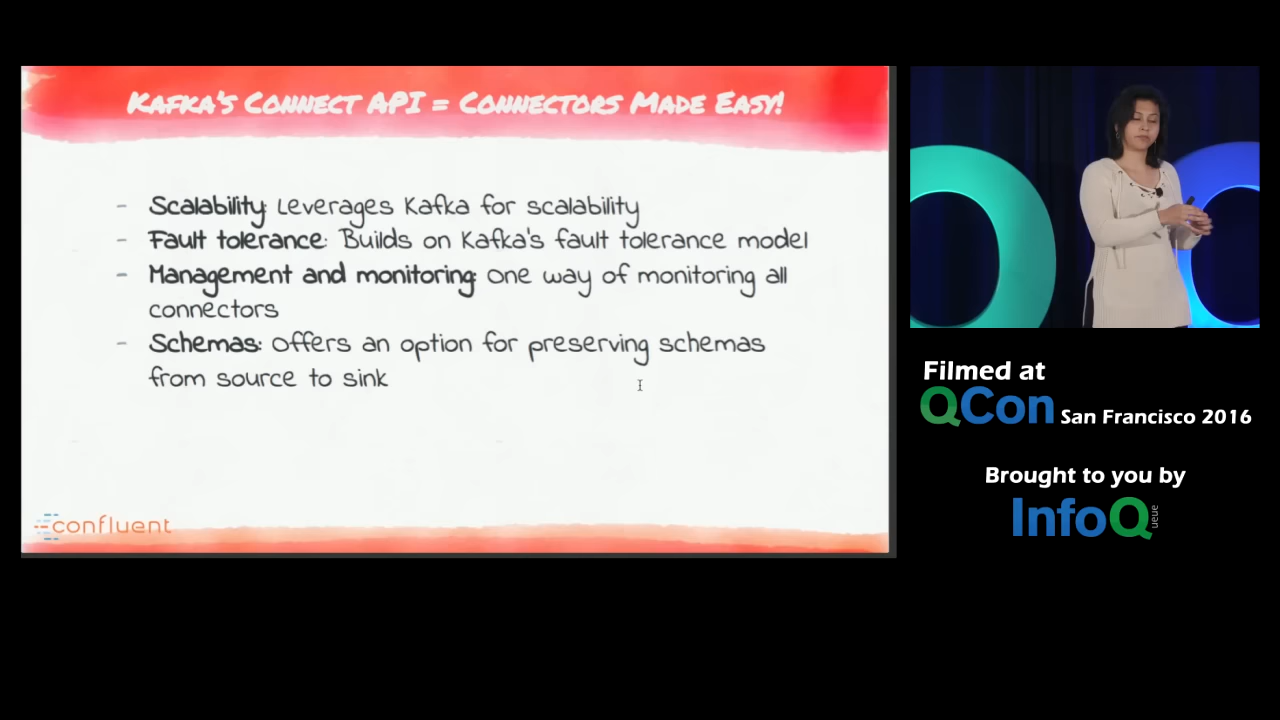 KAFKA'S CONNECT API = CONNECTORS MADE EASY!
- Scalability: Leverages Kafka for scalability
- Fault tolerance: Builds on Kafka's fault tolerance model
- Management and monitoring: One way of monitoring all
connectors
- Schemas: Offers an option for preserving schemas
from source to sink
confluent
Filmed at
QCon San Francisco 2016
Brought to you by
InfoQ
ueue